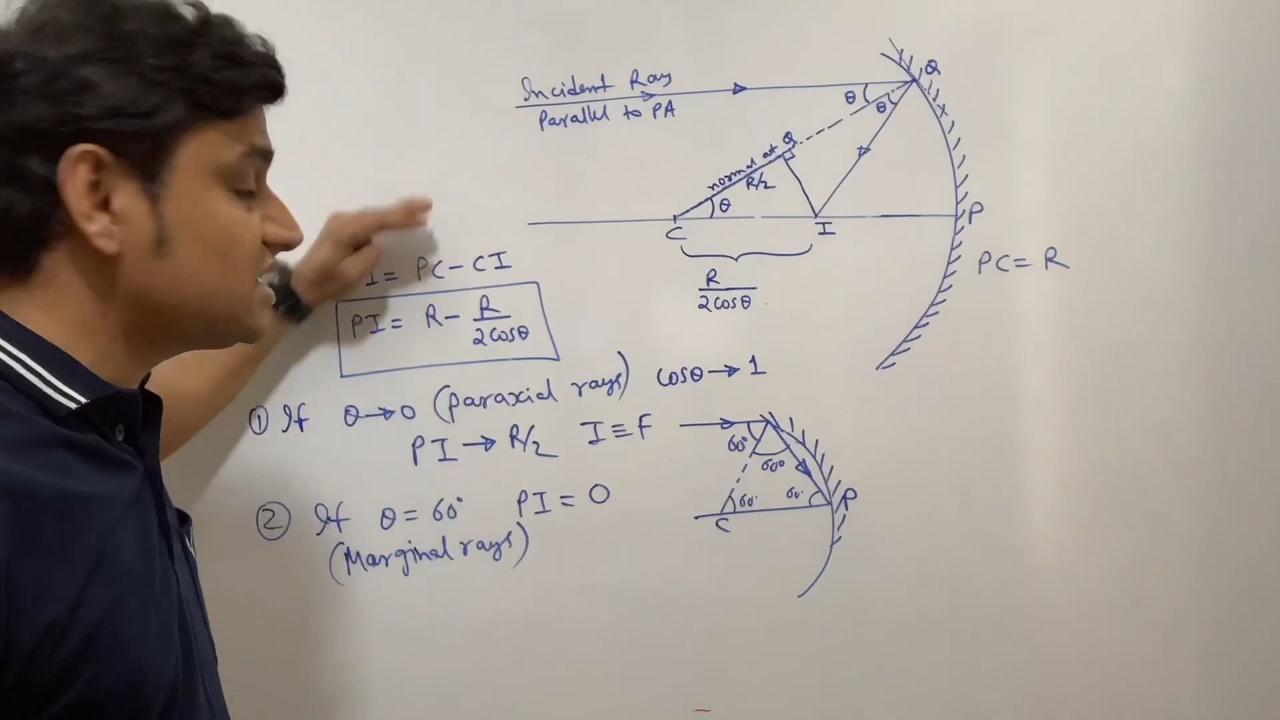 Incident Ray
Parallel to PA
Q
θ
θ
normal at Q
R/2
θ
C
I
P
R
2cosθ
PC = R
I = PC - CI
PI = R - R/2cosθ
① If θ→0 (paraxial rays) cosθ→1
PI → R/2 I ≡ F
② If θ = 60° PI = 0
(Marginal rays)
60°
60°
60°
60°
C
P